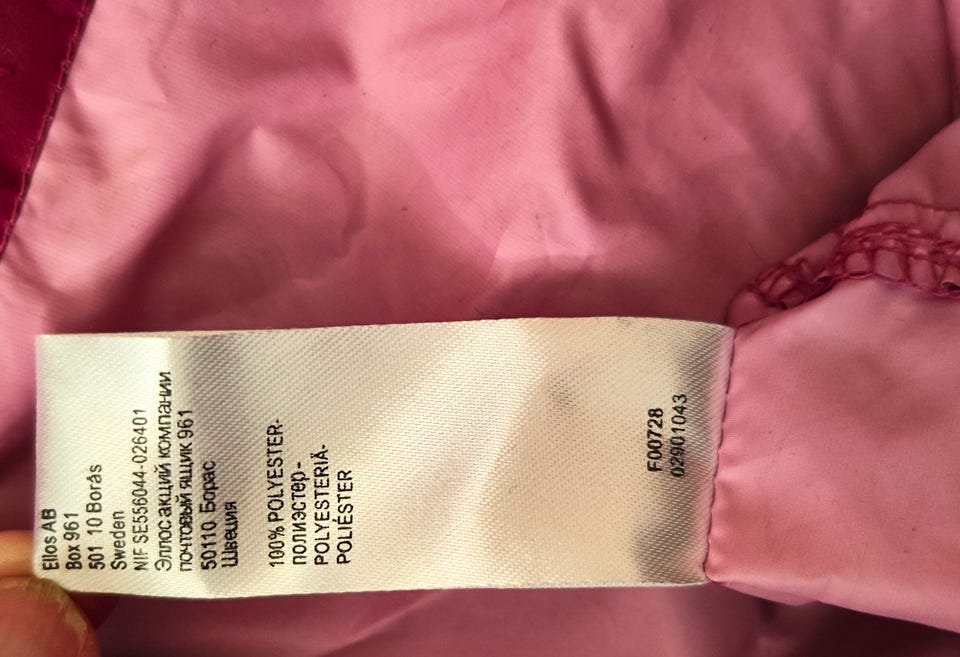 Ellos AB
Box 961
501 10 Borås
Sweden
NIF SE556044-026401
Эллос акций компании
почтовый ящик 961
50110 Борас
Швеция
100% POLYESTER-
полиэстер-
POLYESTERIÄ-
POLIÉSTER
F00728
02901043